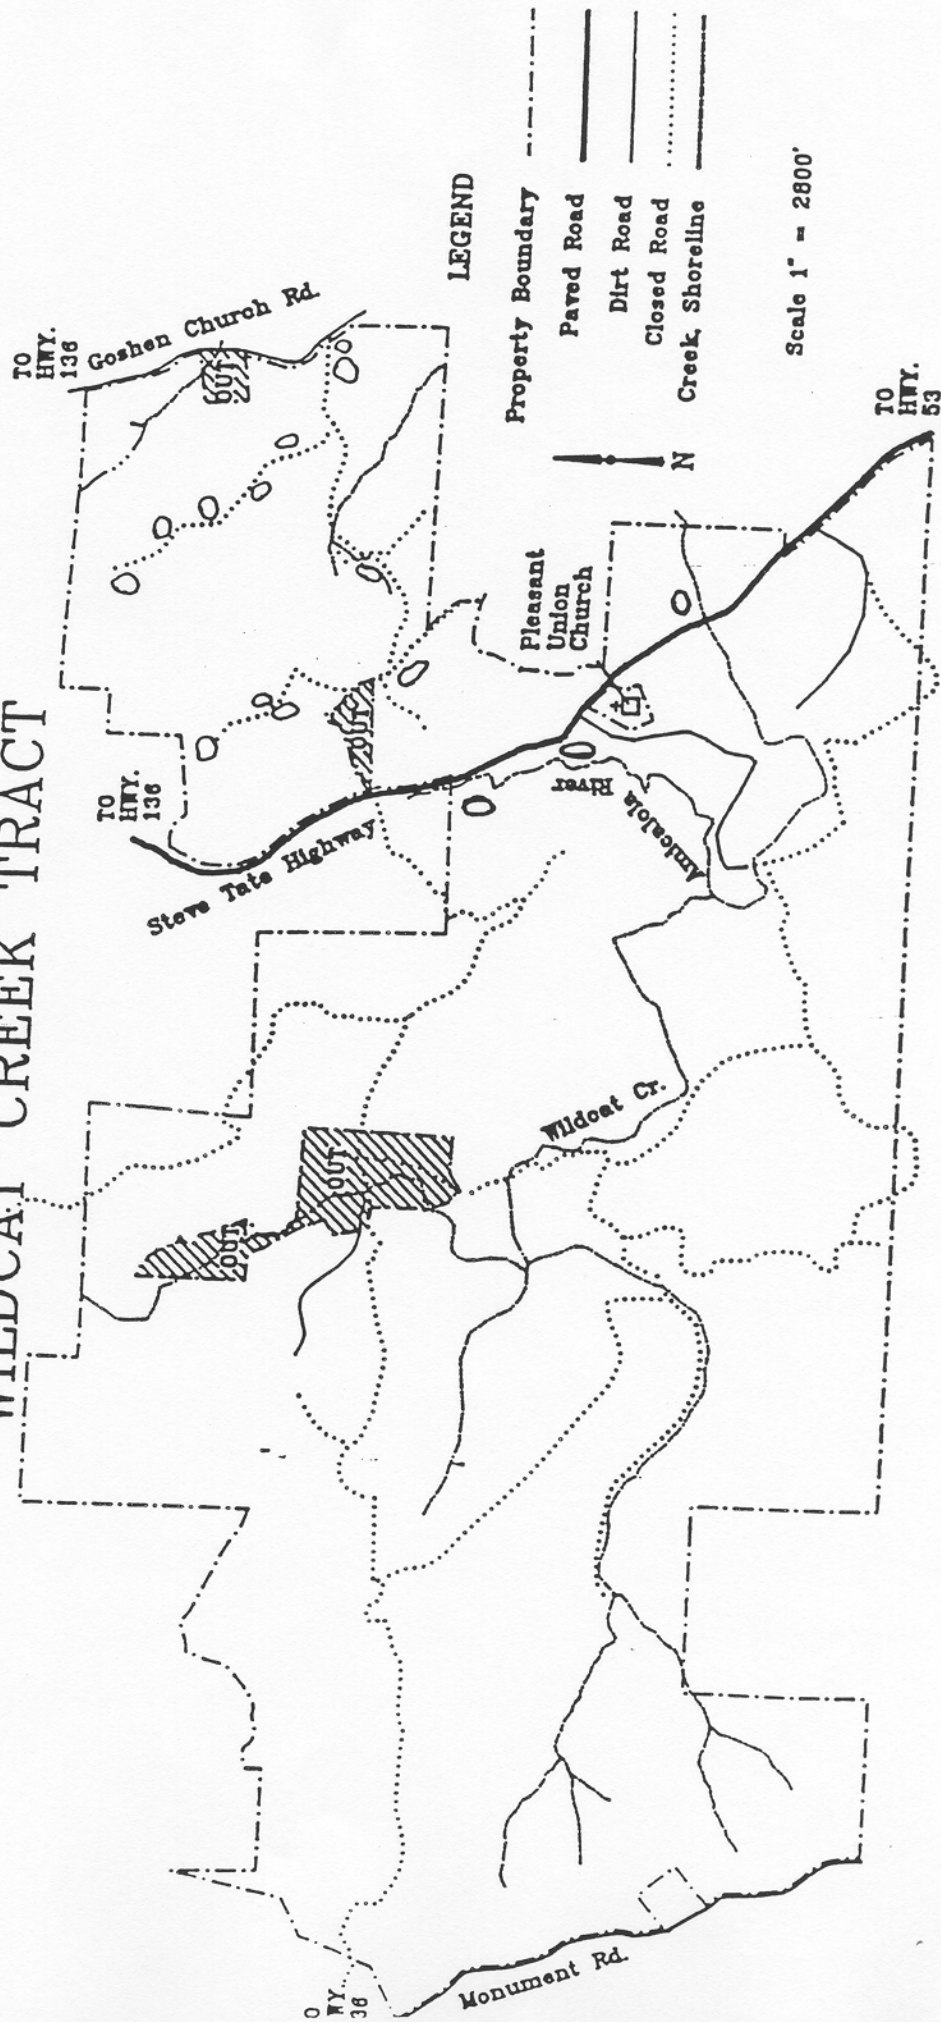 WILDCAT CREEK TRACT
TO
HWY.
136
Goshen Church Rd.
OUT
TO
HWY.
136
Steve Tate Highway
OUT
Pleasant
Union
Church
Amicalola
River
Wildcat Cr.
OUT
OUT
O
WY.
36
Monument Rd.
TO
HWY.
53
N
LEGEND
Property Boundary
Paved Road
Dirt Road
Closed Road
Creek, Shoreline
Scale 1" = 2800'